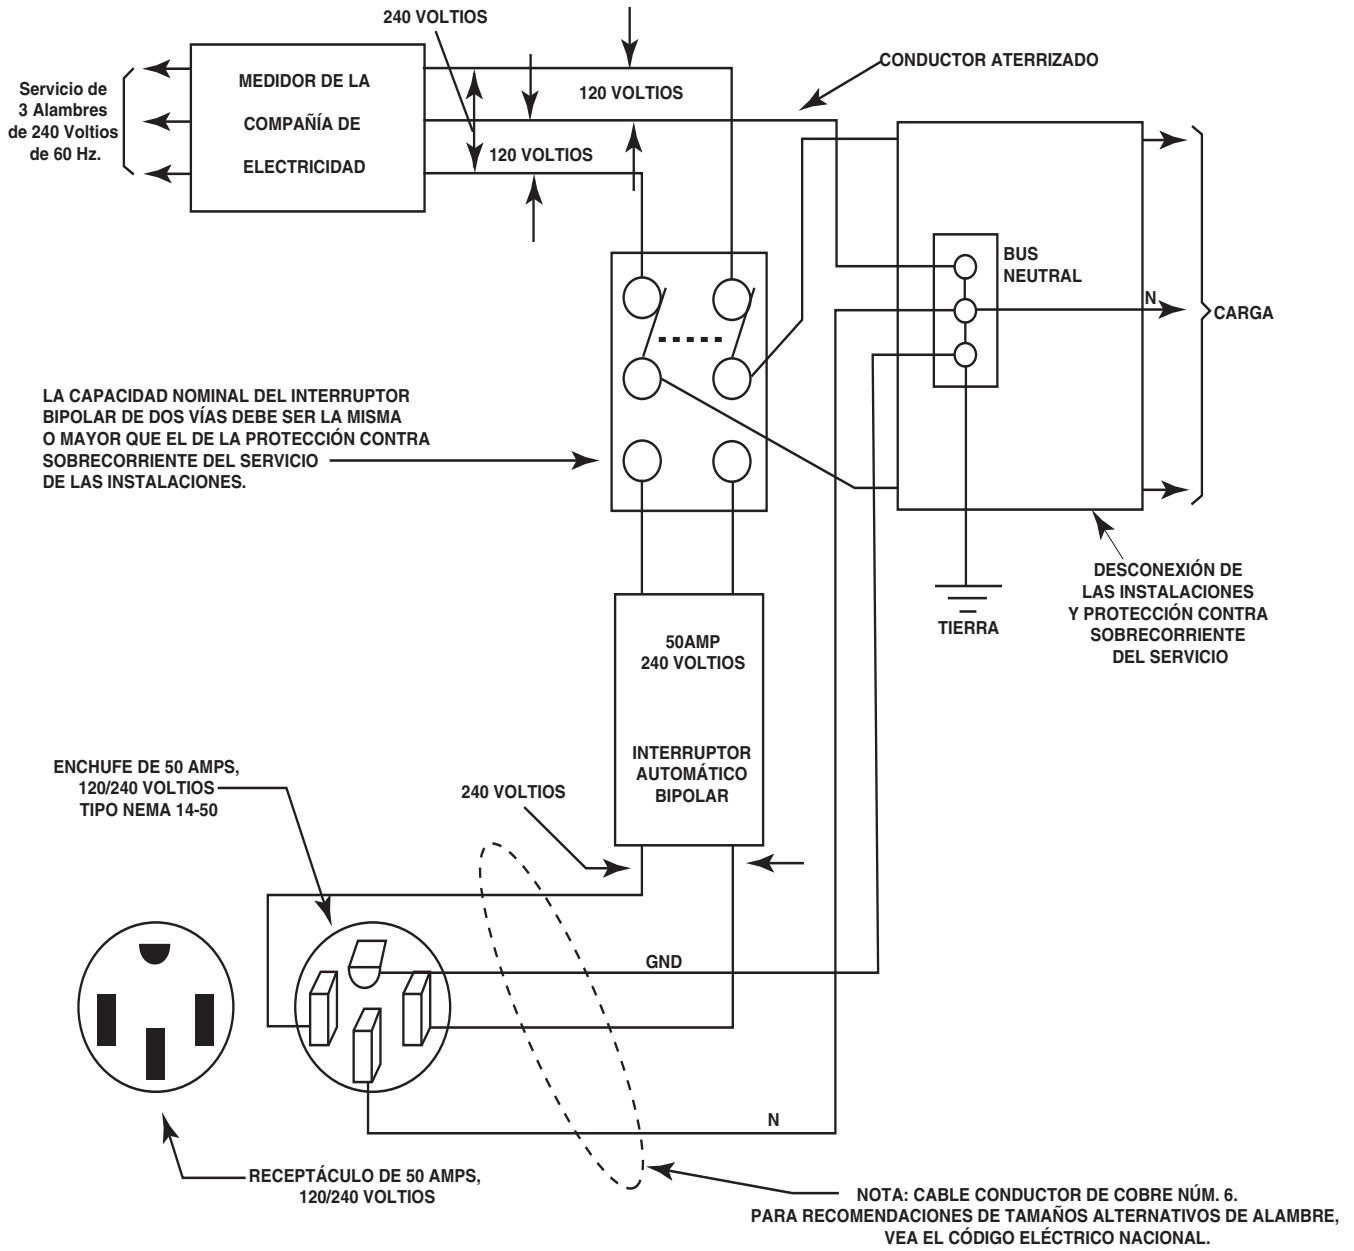 240 VOLTIOS
Servicio de
3 Alambres
de 240 Voltios
de 60 Hz.
MEDIDOR DE LA
COMPAÑÍA DE
ELECTRICIDAD
120 VOLTIOS
120 VOLTIOS
CONDUCTOR ATERRIZADO
BUS
NEUTRAL
N
CARGA
LA CAPACIDAD NOMINAL DEL INTERRUPTOR
BIPOLAR DE DOS VÍAS DEBE SER LA MISMA
O MAYOR QUE EL DE LA PROTECCIÓN CONTRA
SOBRECORRIENTE DEL SERVICIO
DE LAS INSTALACIONES.
TIERRA
DESCONEXIÓN DE
LAS INSTALACIONES
Y PROTECCIÓN CONTRA
SOBRECORRIENTE
DEL SERVICIO
50AMP
240 VOLTIOS
INTERRUPTOR
AUTOMÁTICO
BIPOLAR
ENCHUFE DE 50 AMPS,
120/240 VOLTIOS
TIPO NEMA 14-50
240 VOLTIOS
GND
N
RECEPTÁCULO DE 50 AMPS,
120/240 VOLTIOS
NOTA: CABLE CONDUCTOR DE COBRE NÚM. 6.
PARA RECOMENDACIONES DE TAMAÑOS ALTERNATIVOS DE ALAMBRE,
VEA EL CÓDIGO ELÉCTRICO NACIONAL.